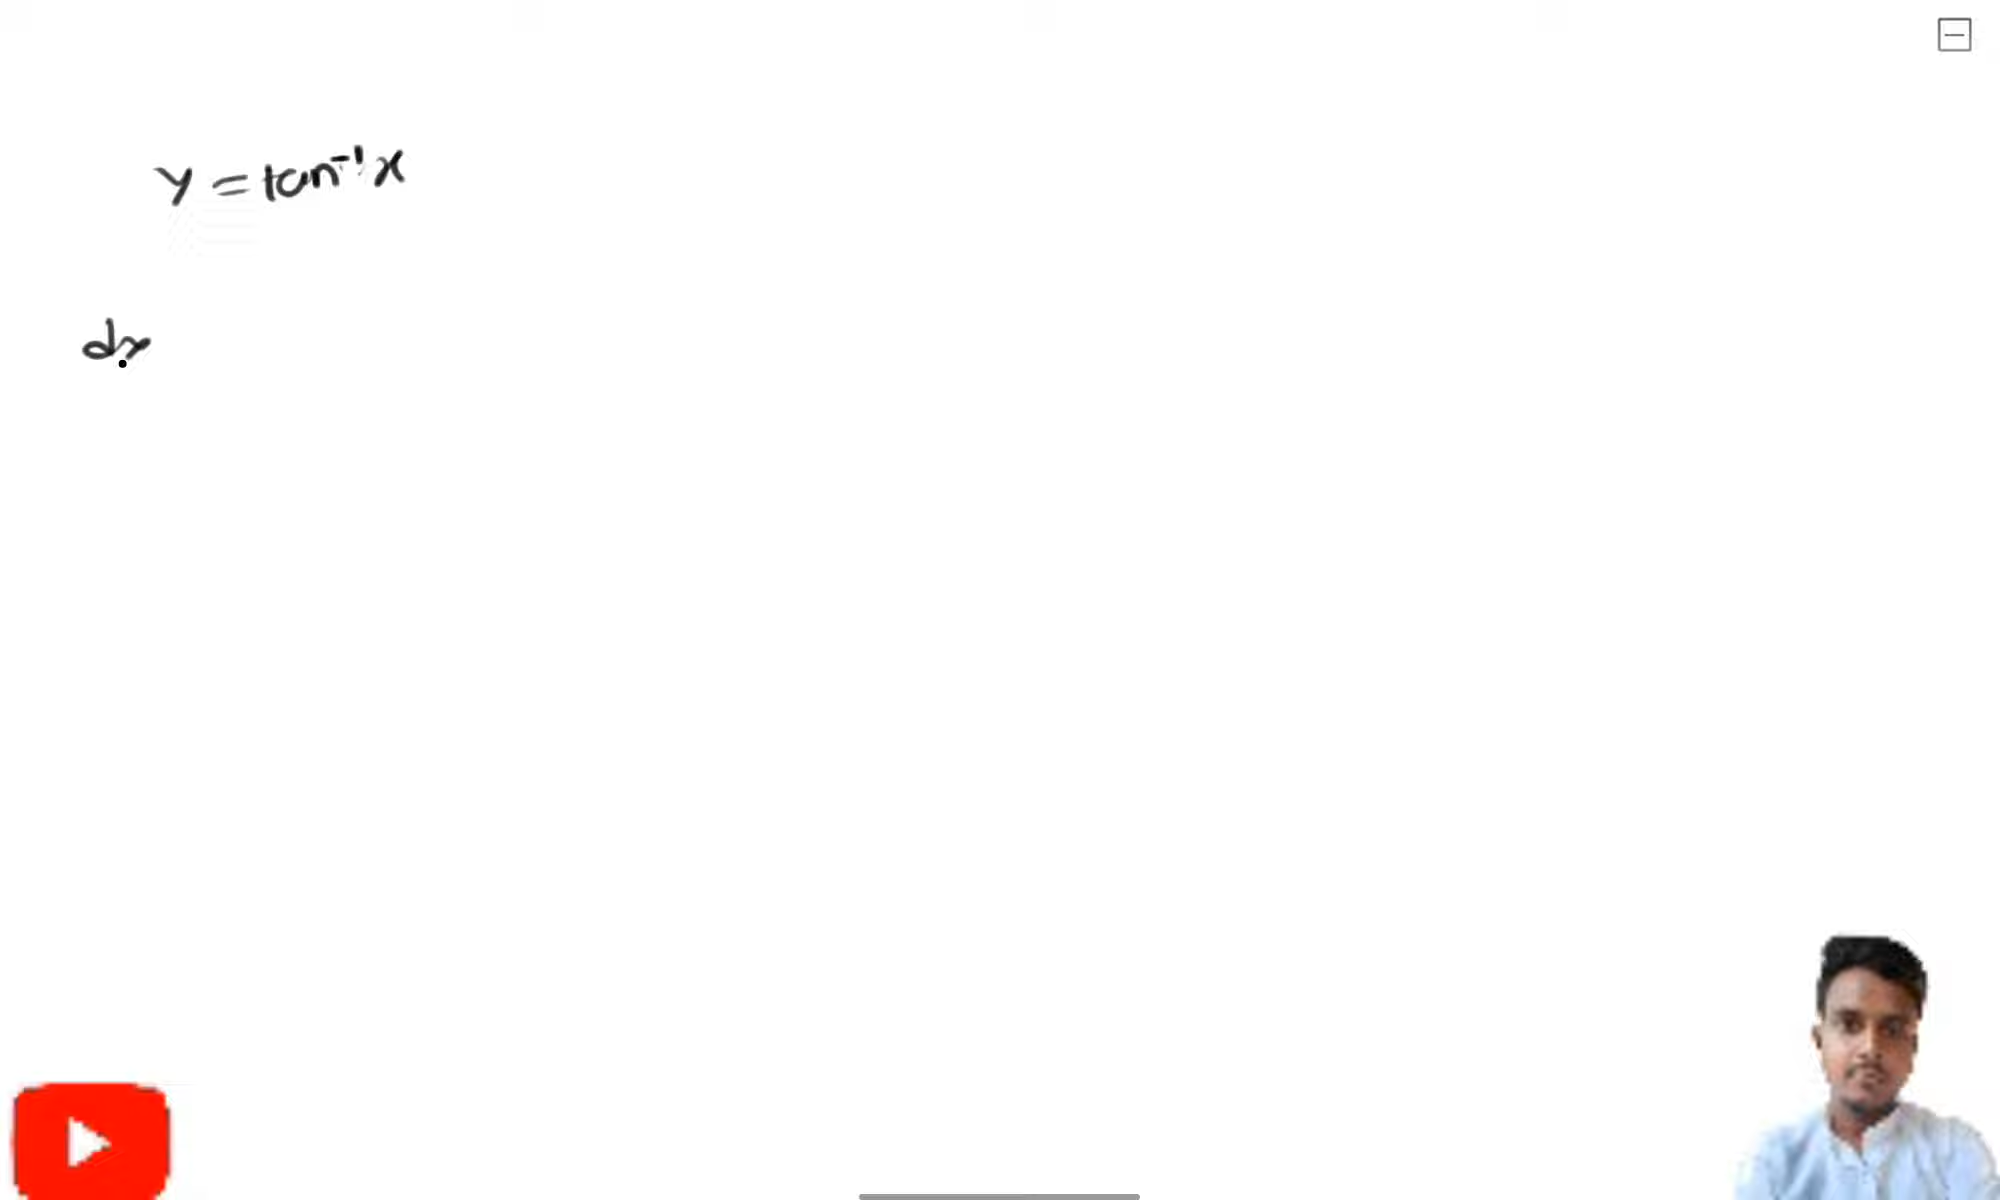 y = tan⁻¹x
dy